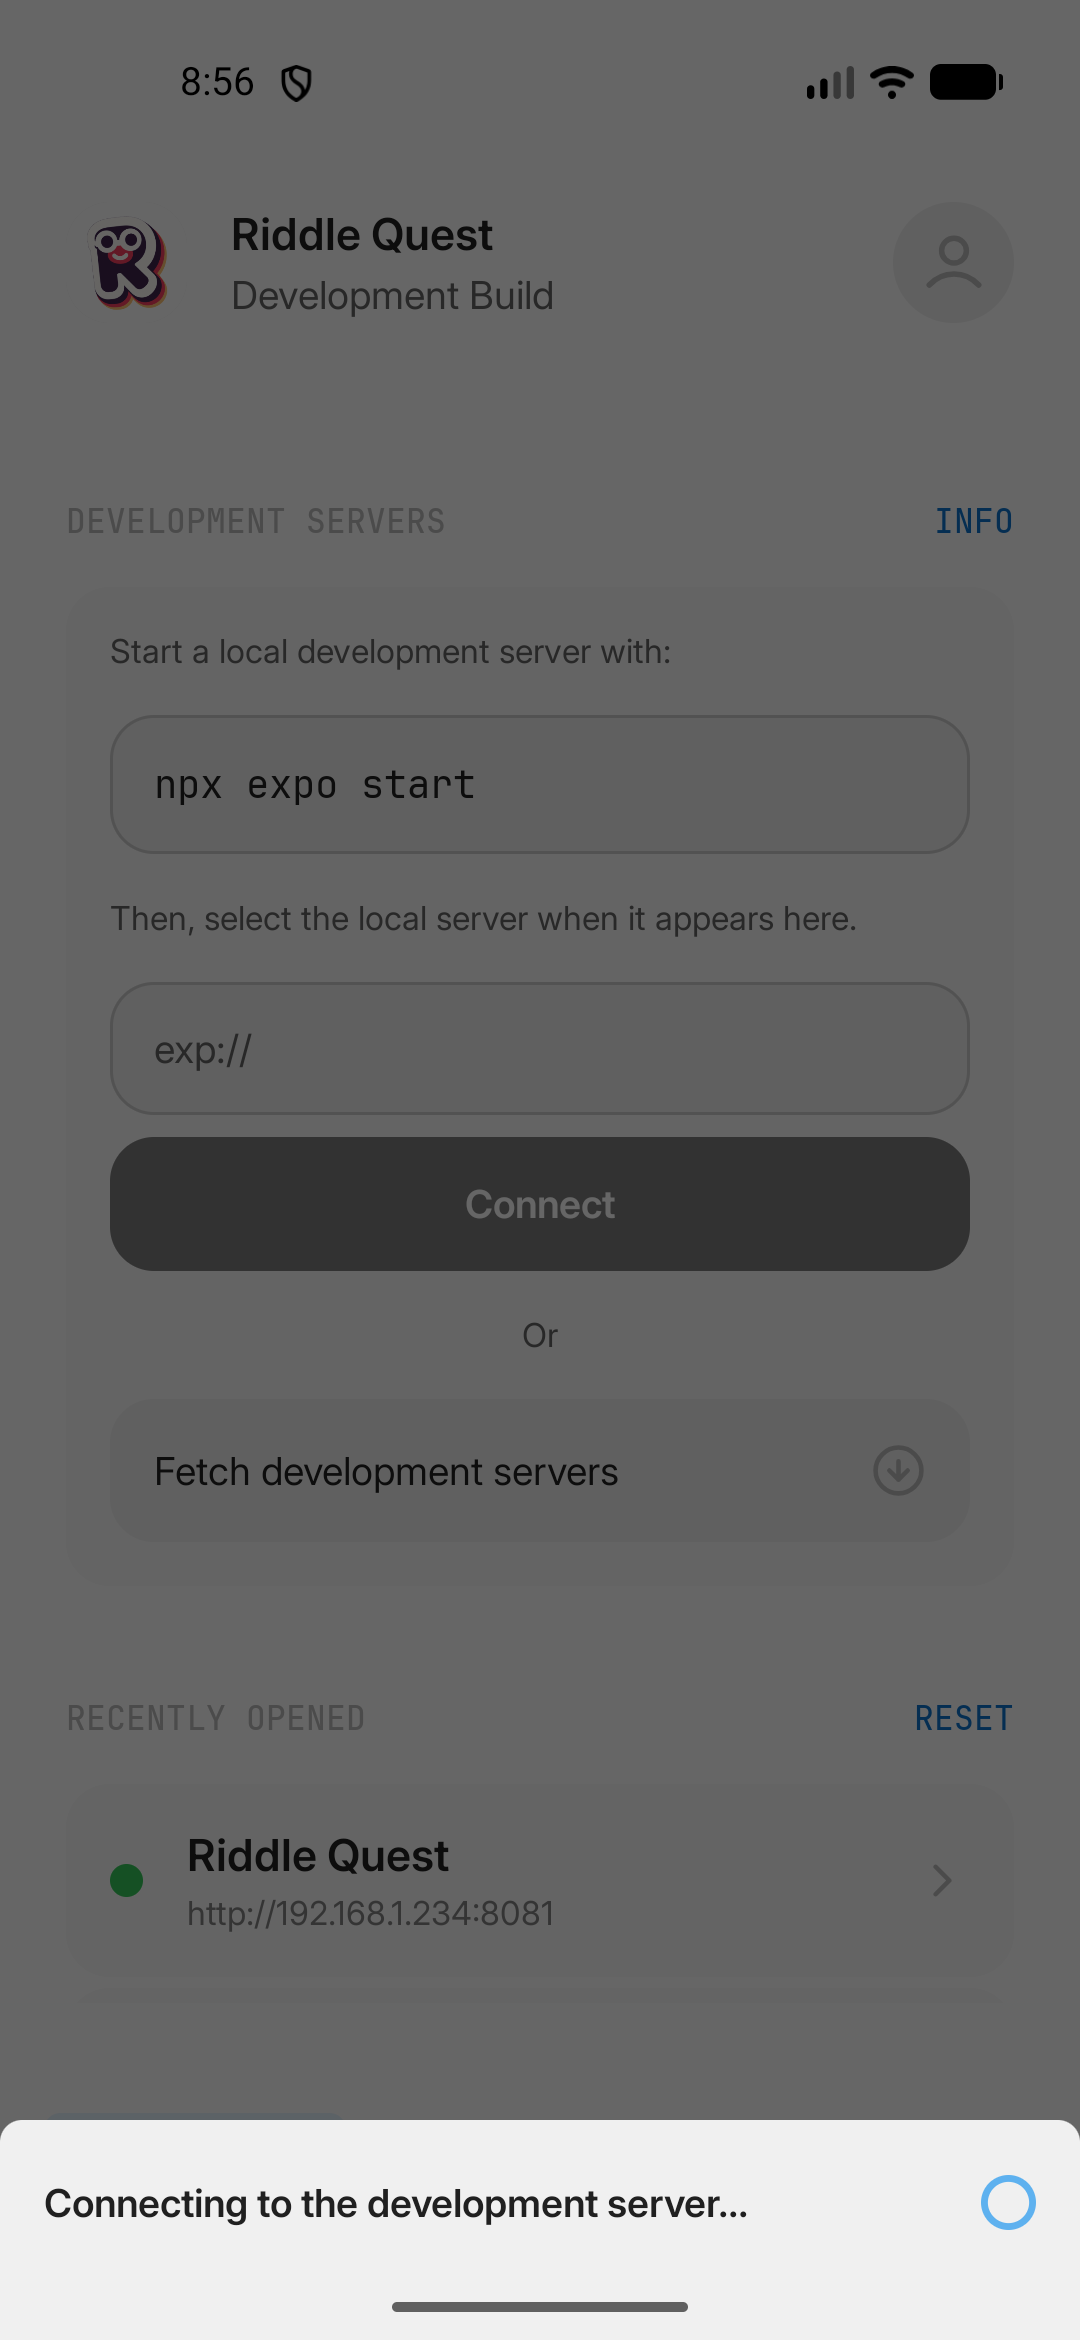 8:56
Riddle Quest
Development Build
DEVELOPMENT SERVERS
INFO
Start a local development server with:
npx expo start
Then, select the local server when it appears here.
exp://
Connect
Or
Fetch development servers
RECENTLY OPENED
RESET
Riddle Quest
http://192.168.1.234:8081
Connecting to the development server...